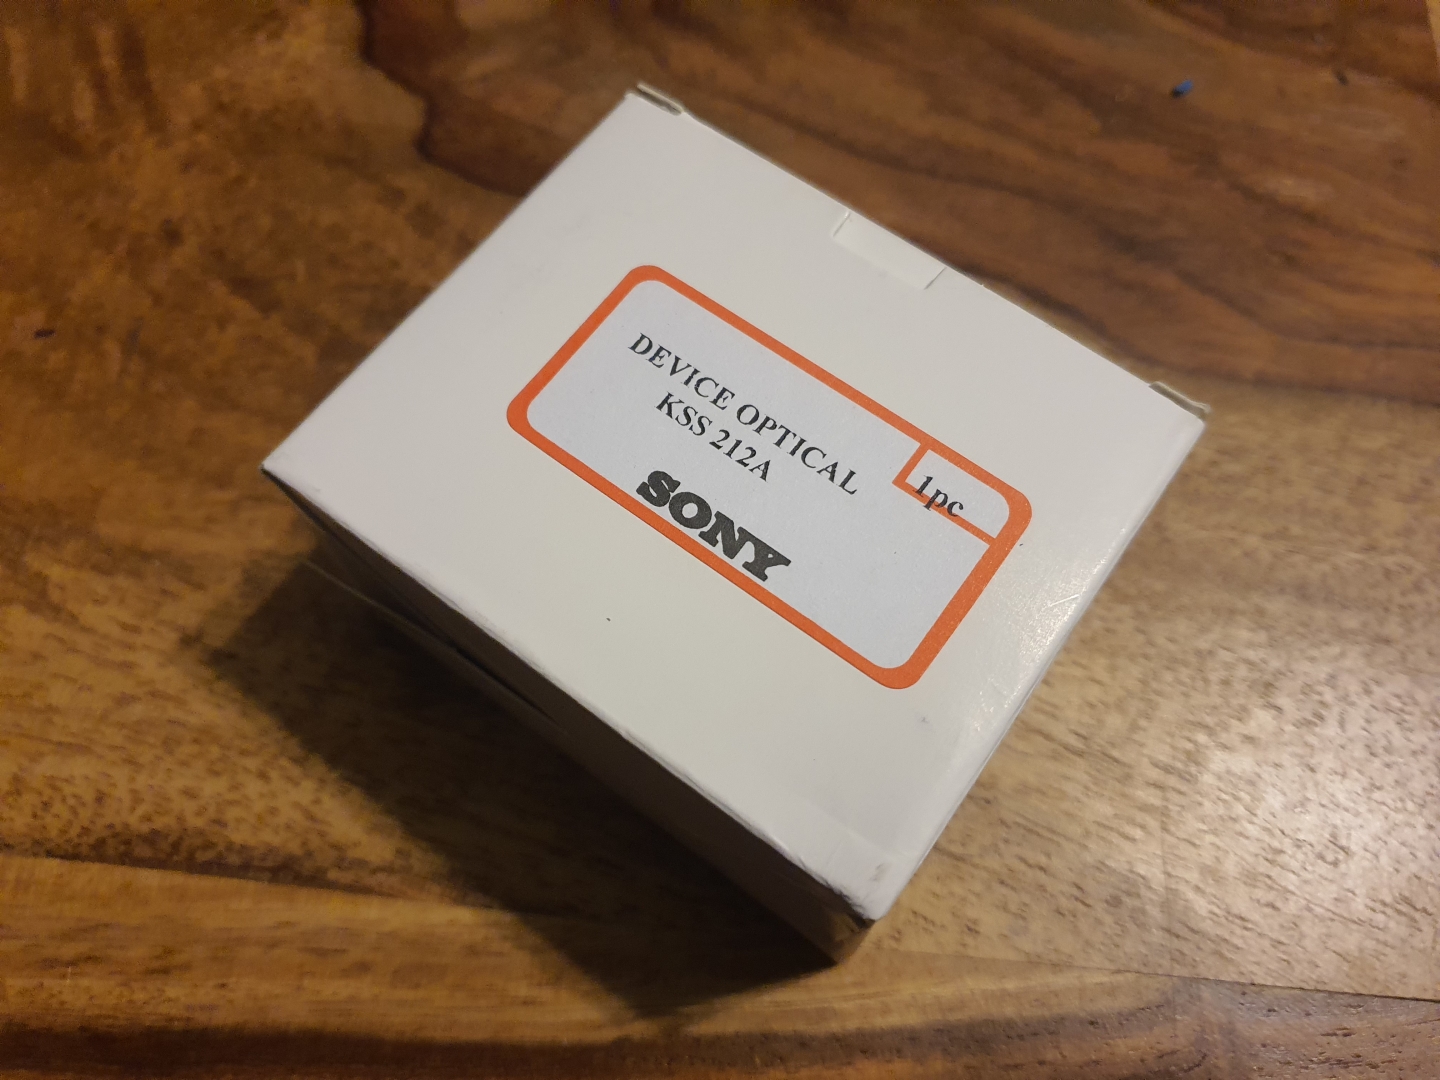 DEVICE OPTICAL
KSS 212A
1pc
SONY